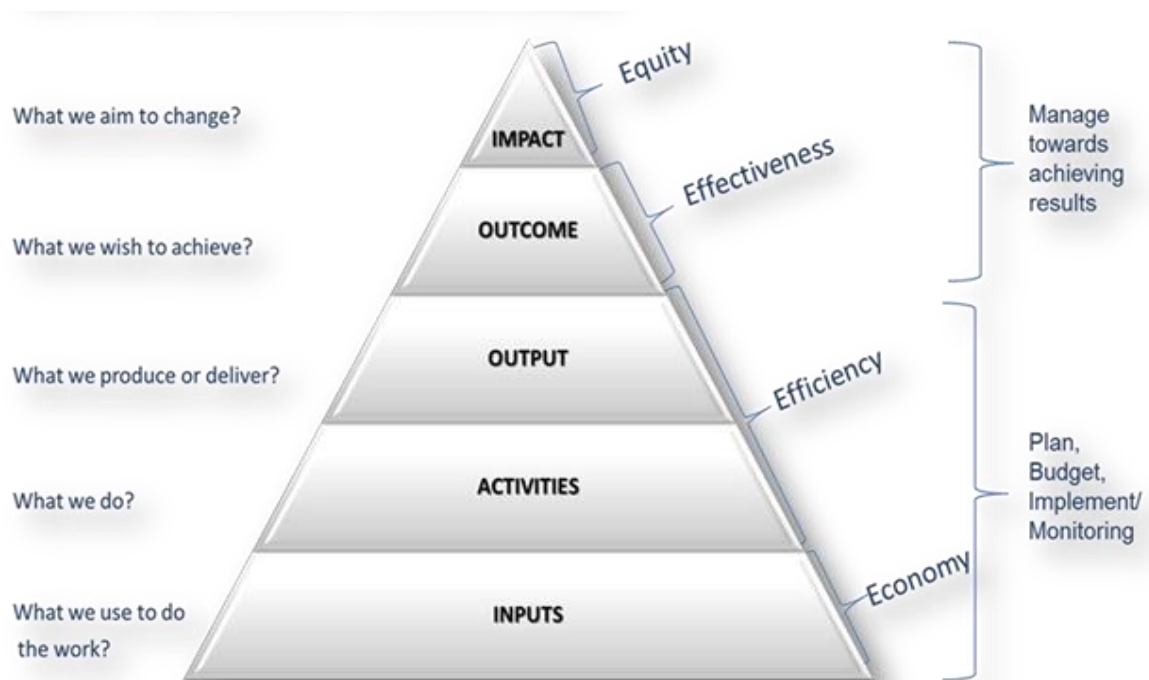 What we aim to change?
IMPACT
Equity
Manage
towards
achieving
results
What we wish to achieve?
OUTCOME
Effectiveness
What we produce or deliver?
OUTPUT
Efficiency
What we do?
ACTIVITIES
Plan,
Budget,
Implement/
Monitoring
What we use to do
the work?
INPUTS
Economy